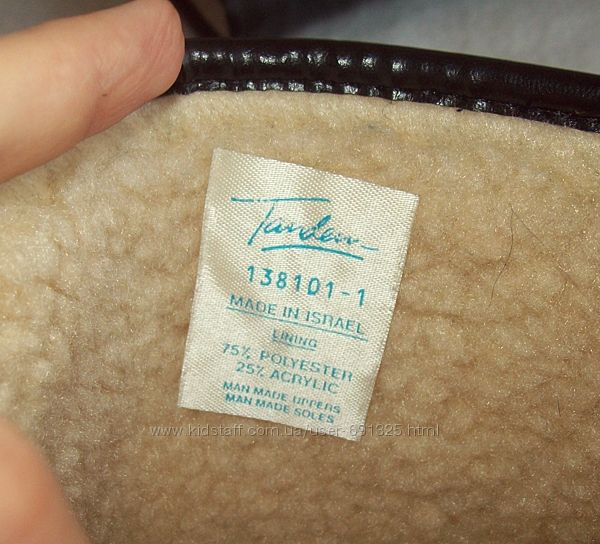 Tandem
138101-1
MADE IN ISRAEL
LINING
75% POLYESTER
25% ACRYLIC
MAN MADE UPPERS
MAN MADE SOLES
www.kidstaff.com.ua/user-691325.html